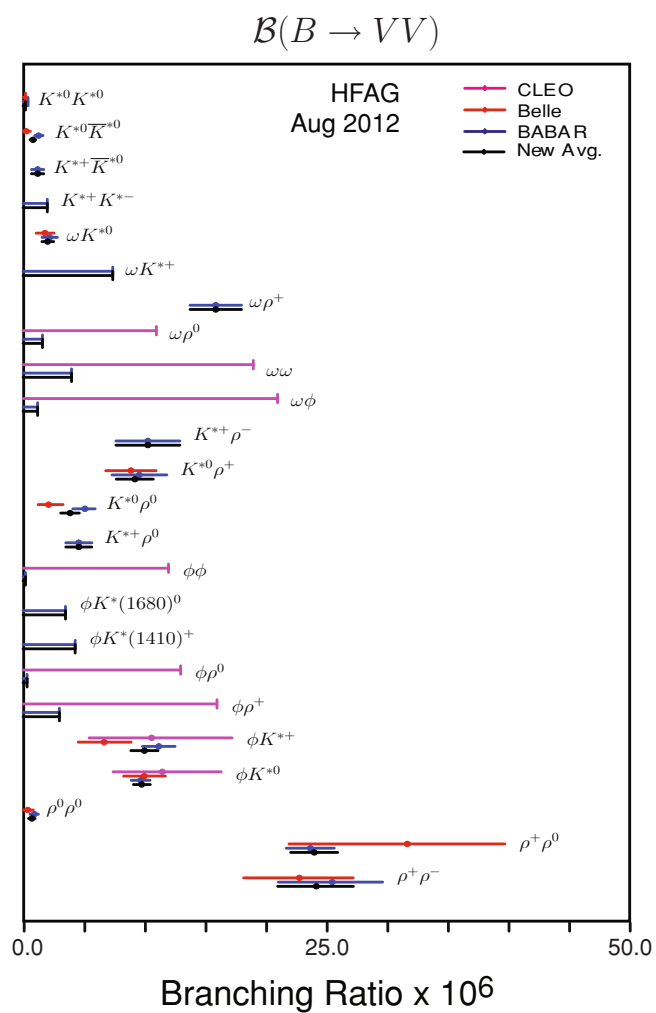 𝓑(B → VV)
HFAG
Aug 2012
CLEO
Belle
BABAR
New Avg.
K*⁰K*⁰
K*⁰K̅*⁰
K*⁺K̅*⁰
K*⁺K*⁻
ωK*⁰
ωK*⁺
ωρ⁺
ωρ⁰
ωω
ωϕ
K*⁺ρ⁻
K*⁰ρ⁺
K*⁰ρ⁰
K*⁺ρ⁰
ϕϕ
ϕK*(1680)⁰
ϕK*(1410)⁺
ϕρ⁰
ϕρ⁺
ϕK*⁺
ϕK*⁰
ρ⁰ρ⁰
ρ⁺ρ⁰
ρ⁺ρ⁻
0.0 25.0 50.0
Branching Ratio x 10⁶